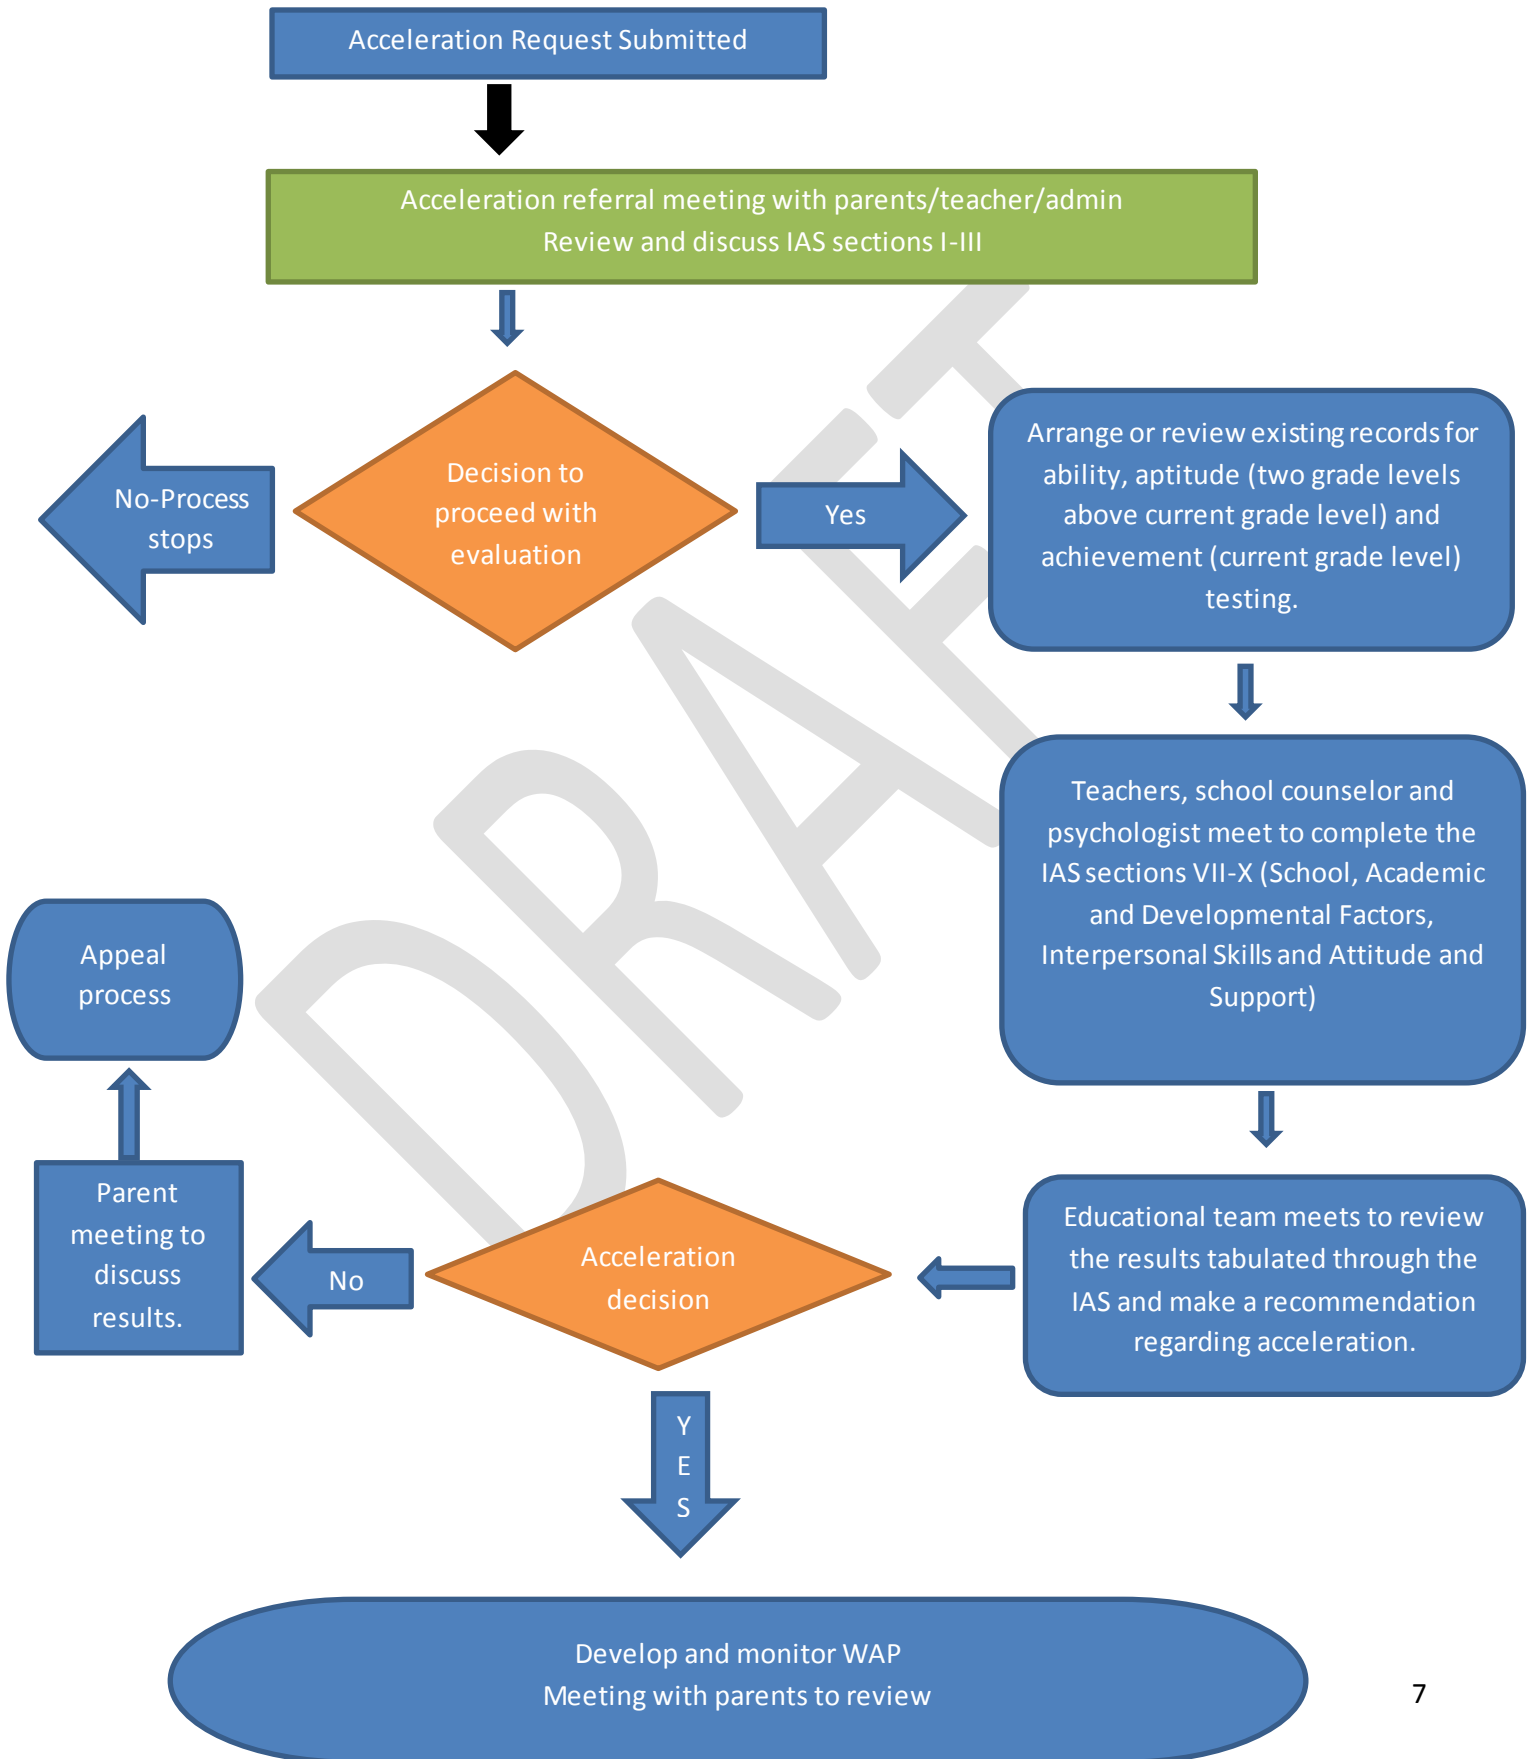 Acceleration Request Submitted
Acceleration referral meeting with parents/teacher/admin
Review and discuss IAS sections I-III
No-Process
stops
Decision to
proceed with
evaluation
Yes
Arrange or review existing records for
ability, aptitude (two grade levels
above current grade level) and
achievement (current grade level)
testing.
Teachers, school counselor and
psychologist meet to complete the
IAS sections VII-X (School, Academic
and Developmental Factors,
Interpersonal Skills and Attitude and
Support)
Appeal
process
Parent
meeting to
discuss
results.
No
Acceleration
decision
Educational team meets to review
the results tabulated through the
IAS and make a recommendation
regarding acceleration.
Y
E
S
Develop and monitor WAP
Meeting with parents to review
7
DRAFT